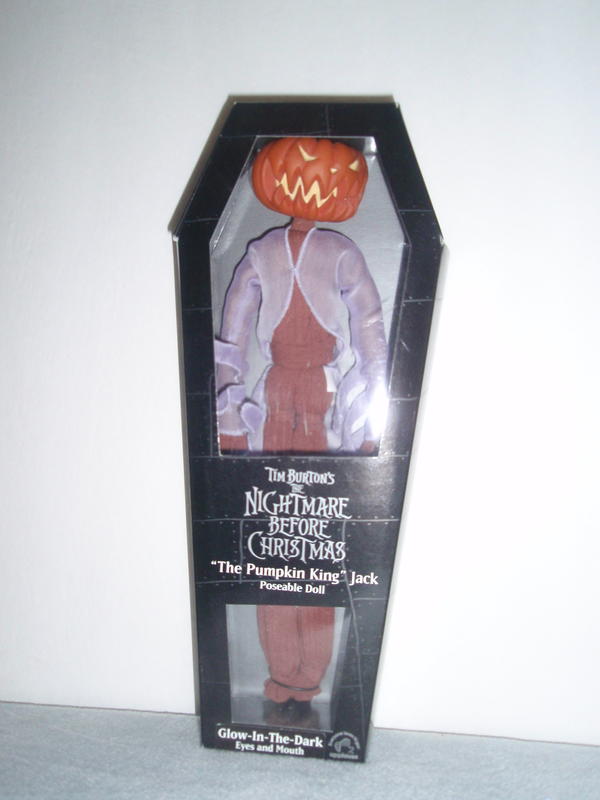 TIM BURTON'S
THE
NIGHTMARE
BEFORE
CHRISTMAS
"The Pumpkin King" Jack
Poseable Doll
Glow-In-The-Dark
Eyes and Mouth
applause